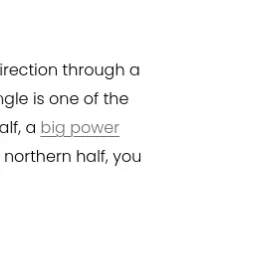 irection through a
ngle is one of the
alf, a big power
northern half, you